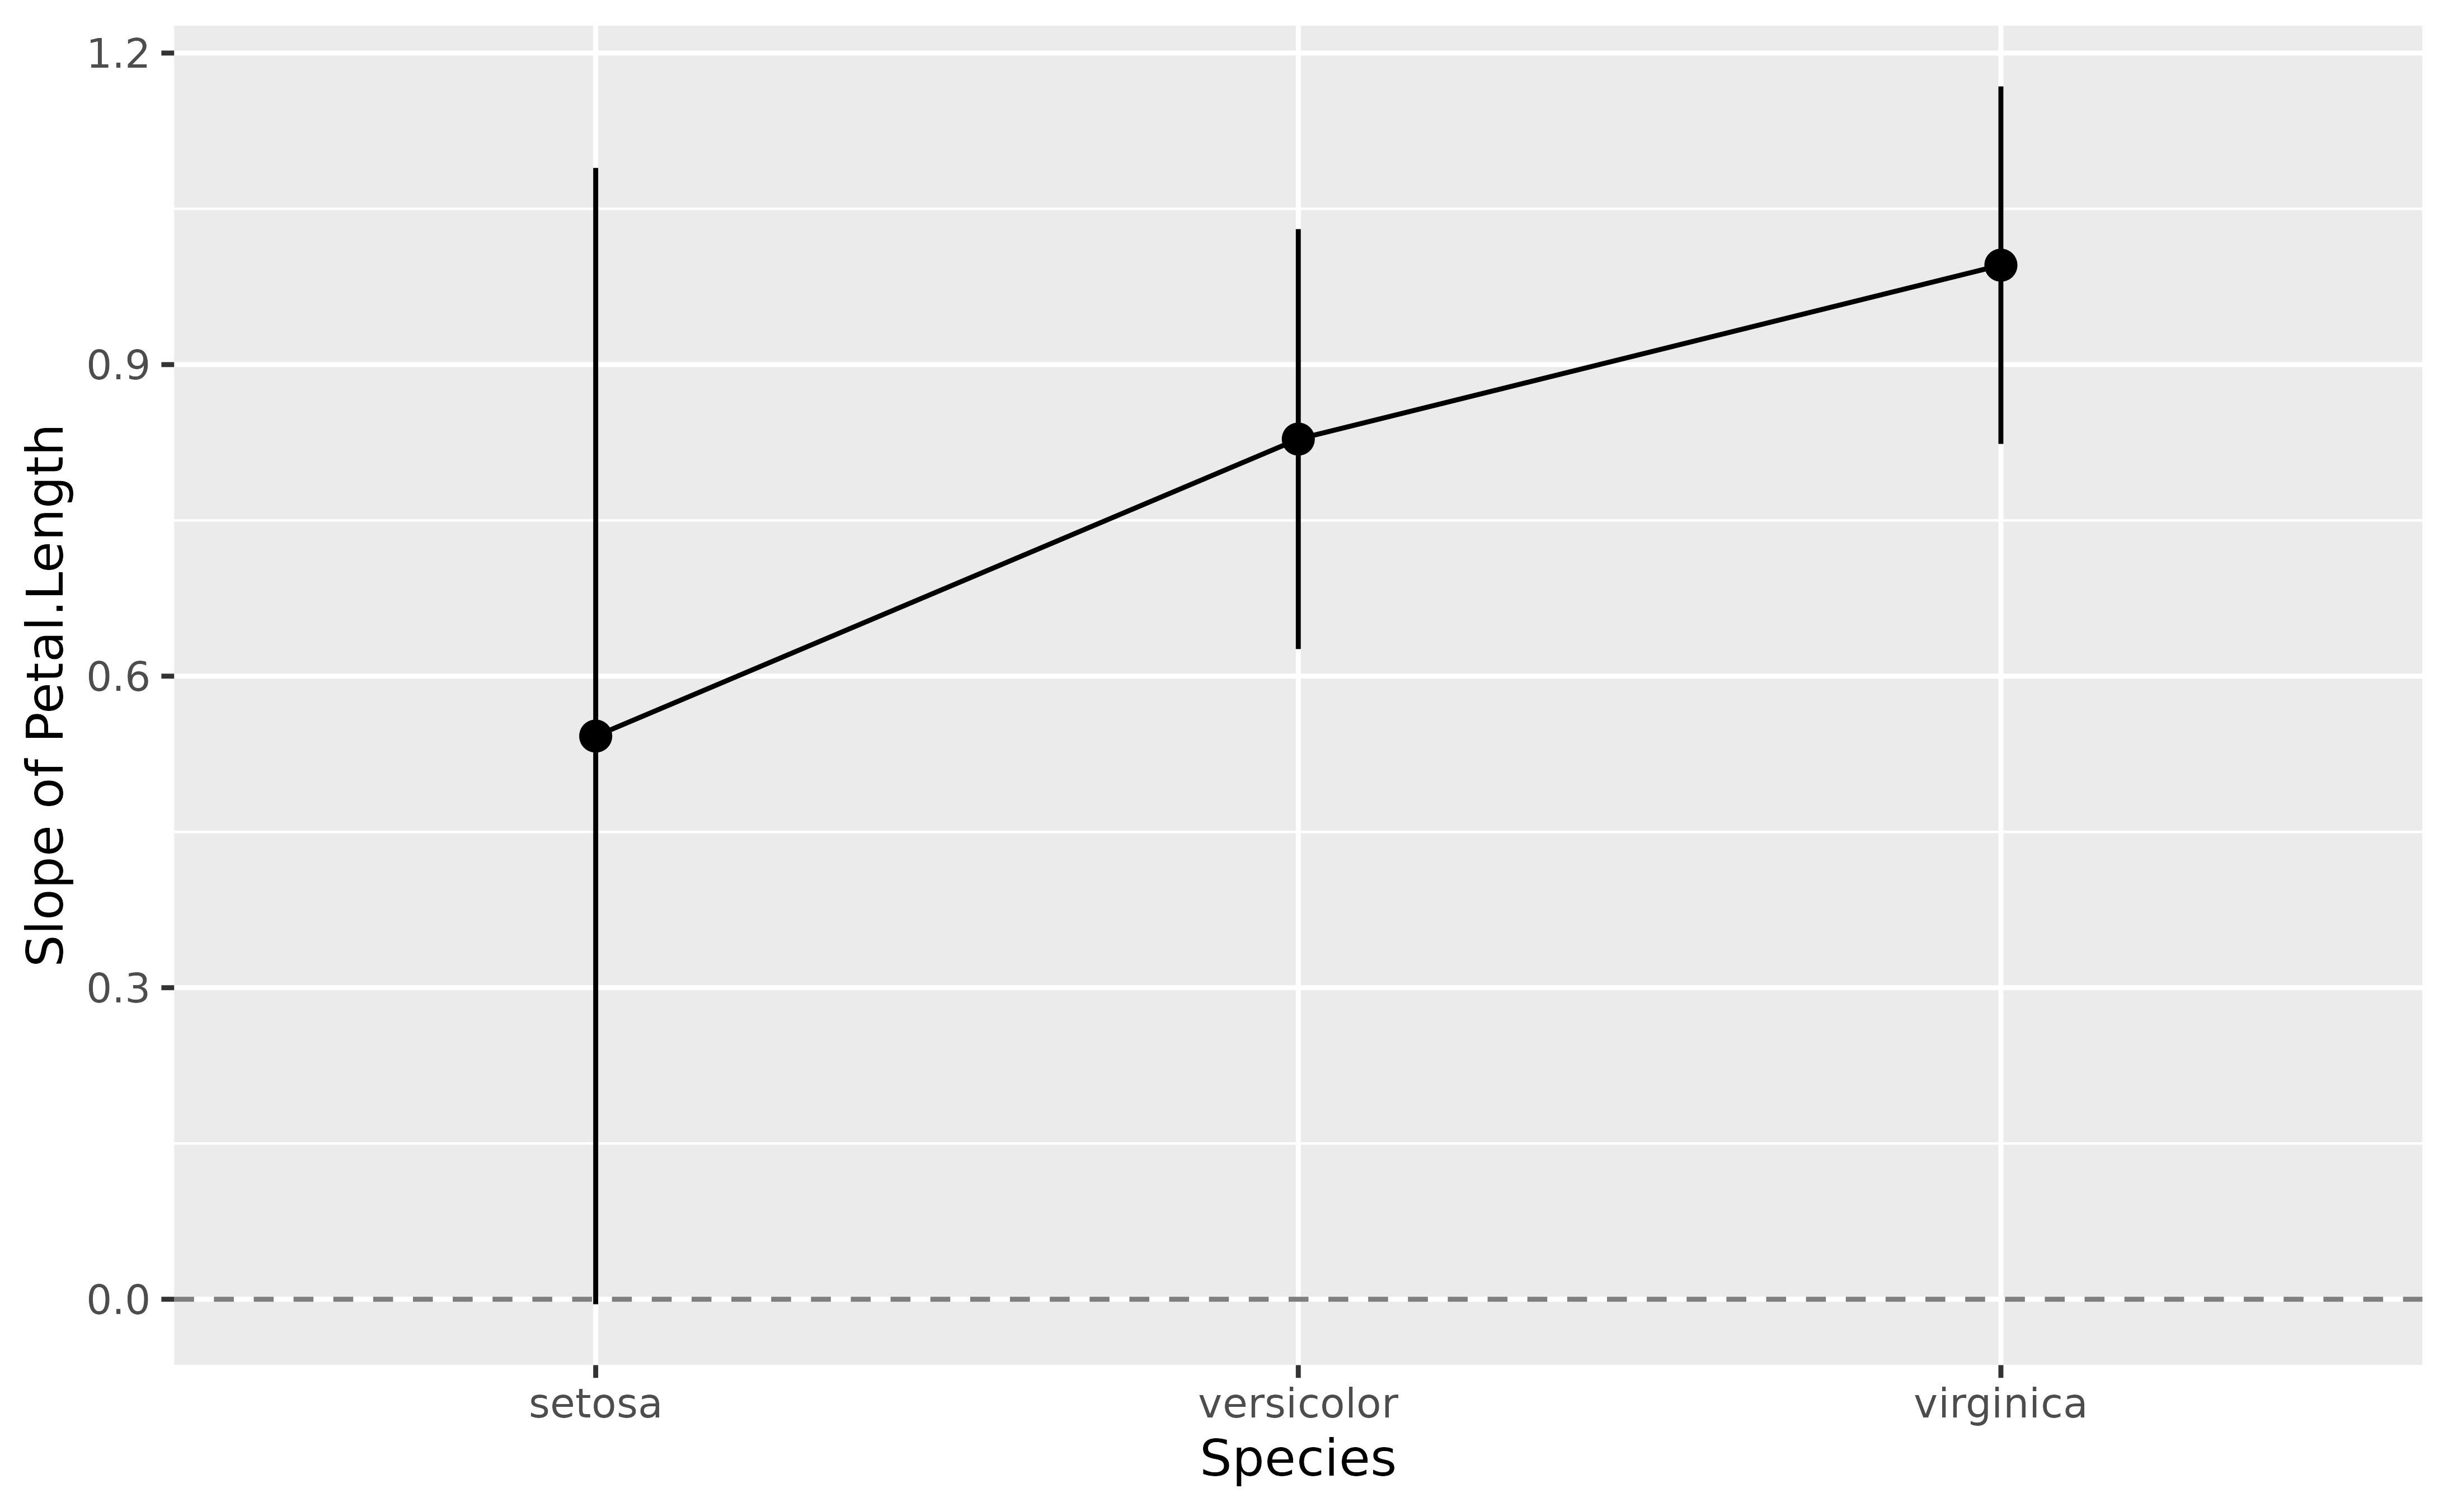 Slope of Petal.Length
1.2
0.9
0.6
0.3
0.0
setosa versicolor virginica
Species